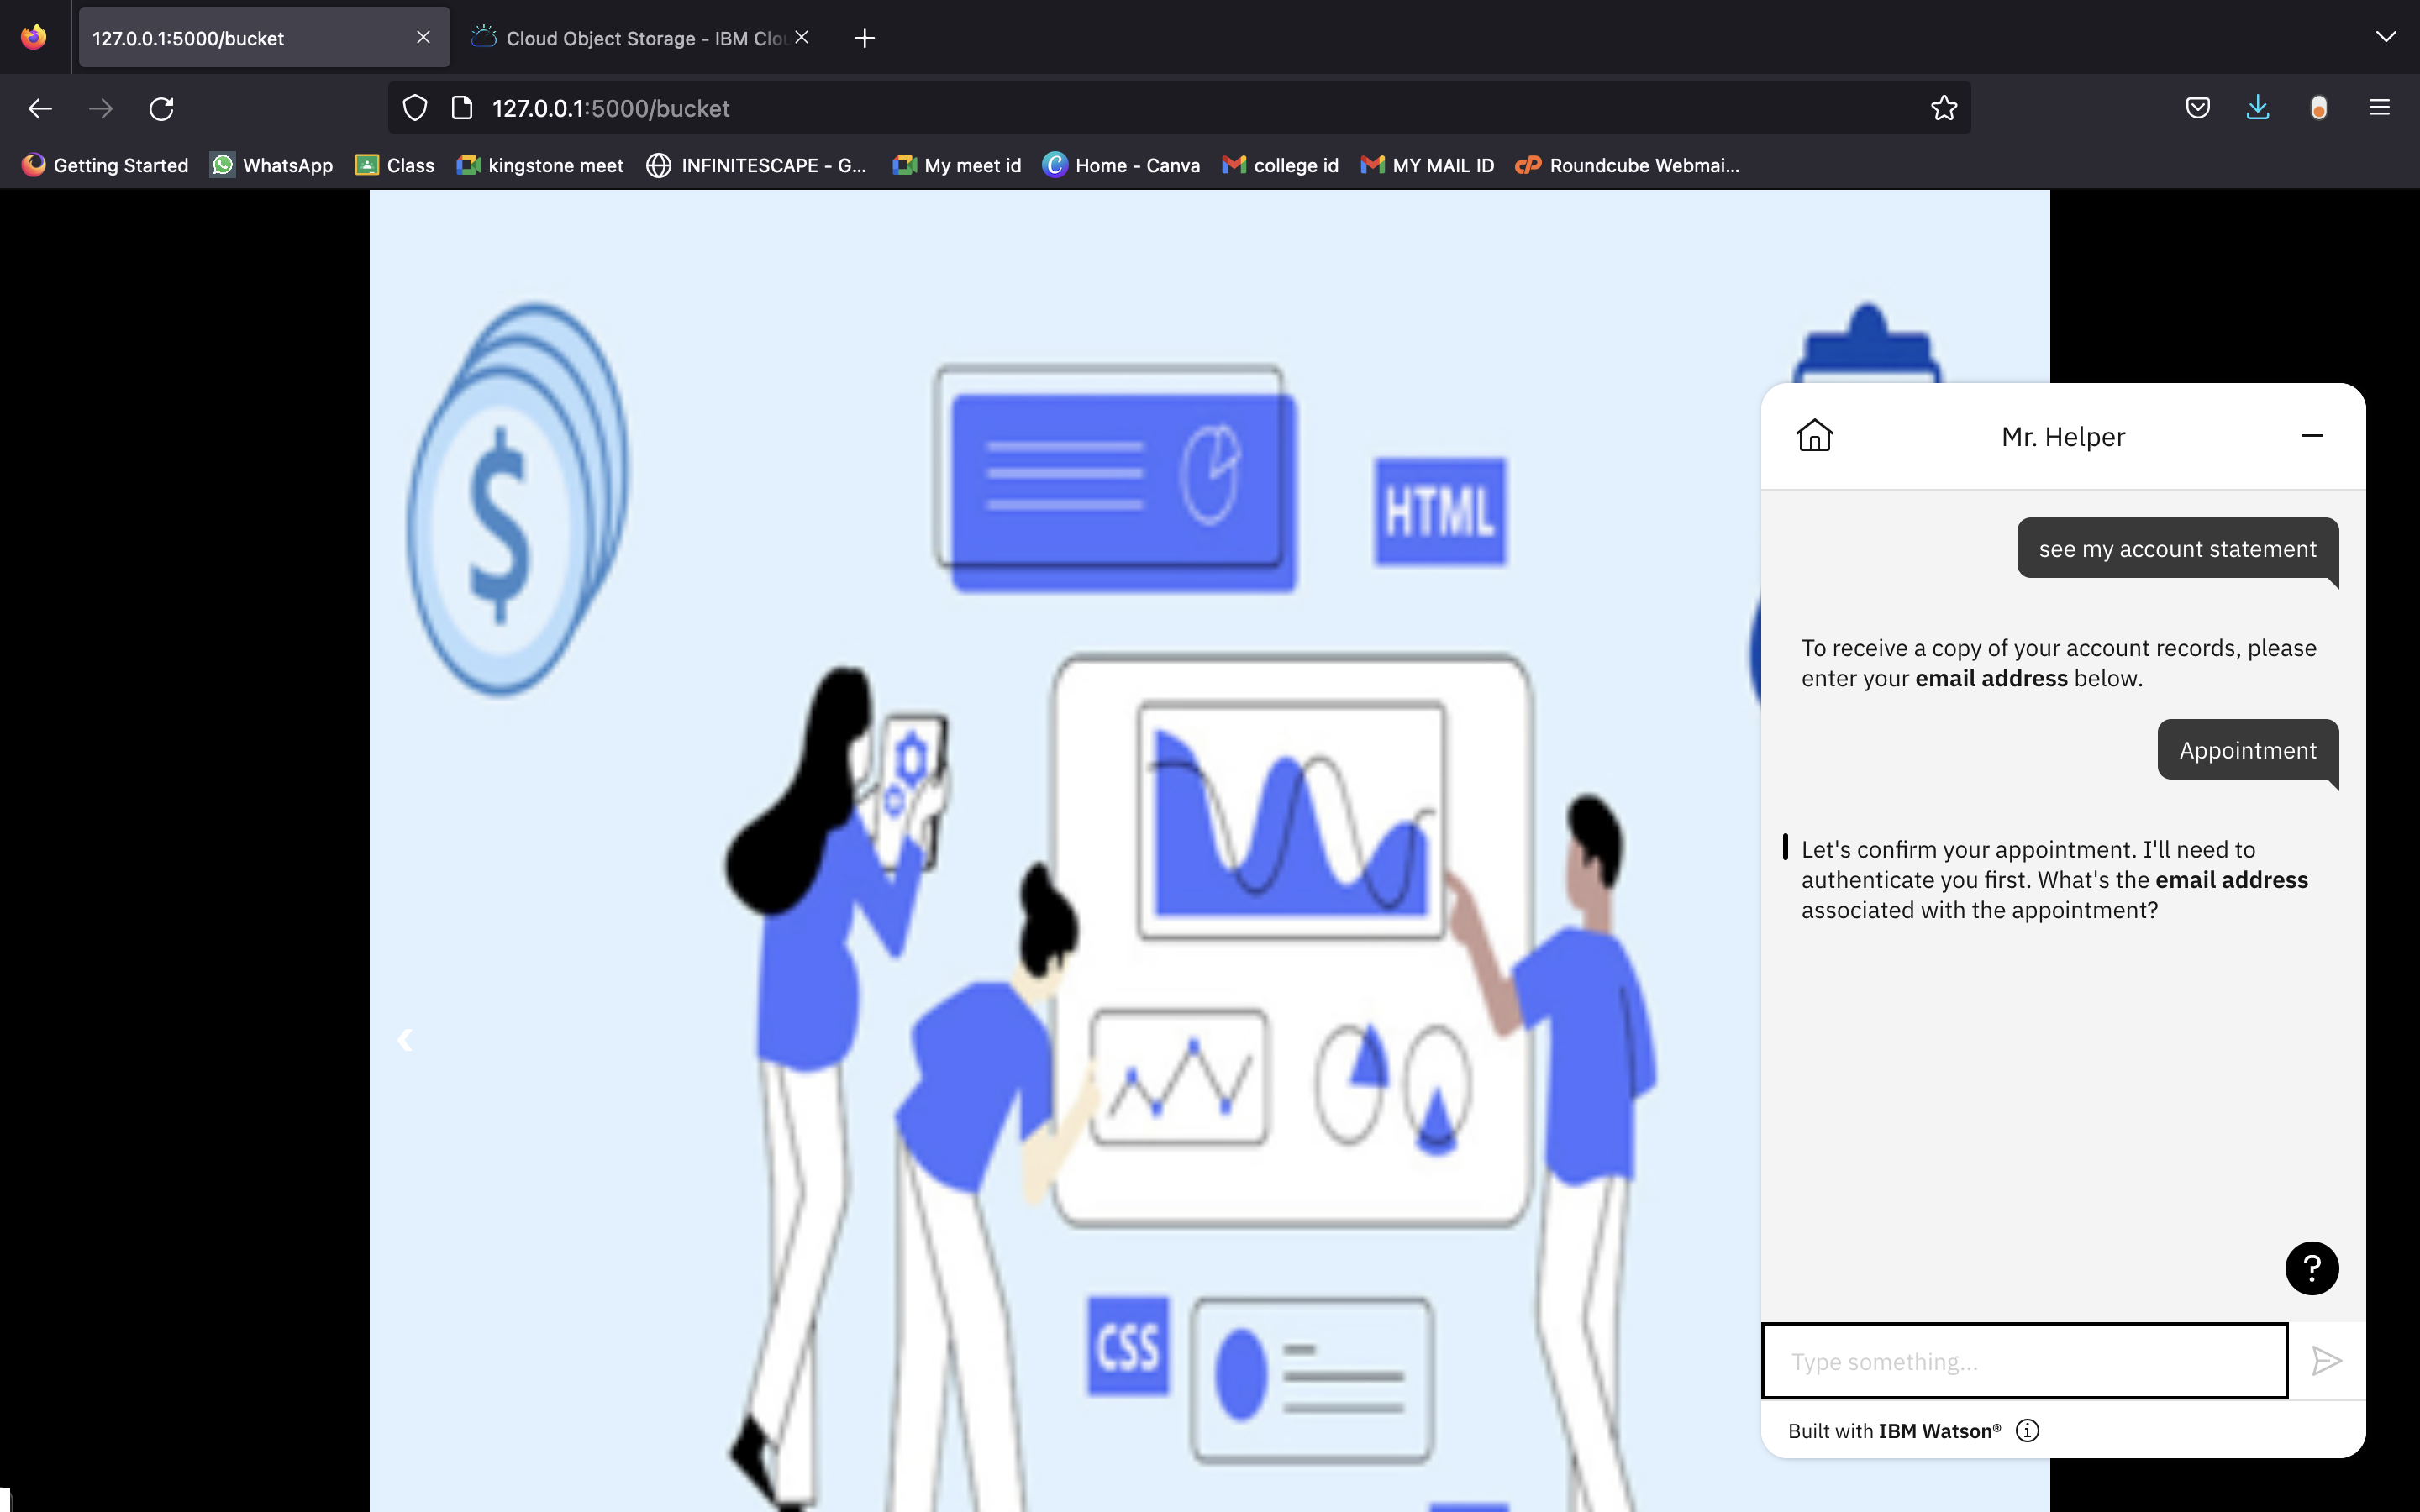 127.0.0.1:5000/bucket
Cloud Object Storage - IBM Clou
127.0.0.1:5000/bucket
Getting Started
WhatsApp
Class
kingstone meet
INFINITESCAPE - G...
My meet id
Home - Canva
college id
MY MAIL ID
Roundcube Webmai...
$
HTML
CSS
Mr. Helper
see my account statement
To receive a copy of your account records, please
enter your email address below.
Appointment
Let's confirm your appointment. I'll need to
authenticate you first. What's the email address
associated with the appointment?
?
Type something...
Built with IBM Watson®